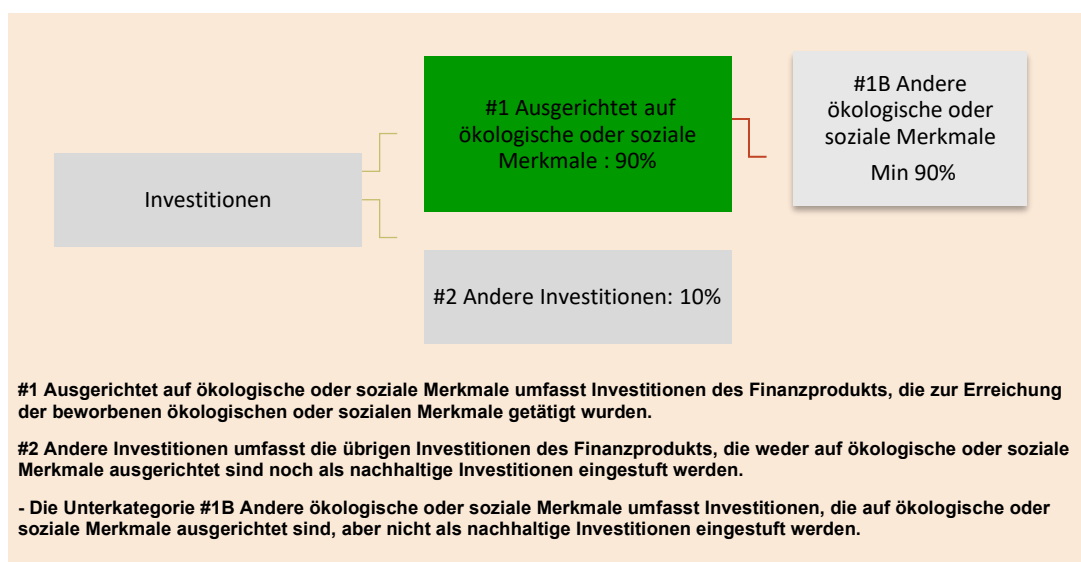 #1 Ausgerichtet auf
ökologische oder soziale
Merkmale : 90%
#1B Andere
ökologische oder
soziale Merkmale
Min 90%
Investitionen
#2 Andere Investitionen: 10%
#1 Ausgerichtet auf ökologische oder soziale Merkmale umfasst Investitionen des Finanzprodukts, die zur Erreichung
der beworbenen ökologischen oder sozialen Merkmale getätigt wurden.
#2 Andere Investitionen umfasst die übrigen Investitionen des Finanzprodukts, die weder auf ökologische oder soziale
Merkmale ausgerichtet sind noch als nachhaltige Investitionen eingestuft werden.
- Die Unterkategorie #1B Andere ökologische oder soziale Merkmale umfasst Investitionen, die auf ökologische oder
soziale Merkmale ausgerichtet sind, aber nicht als nachhaltige Investitionen eingestuft werden.